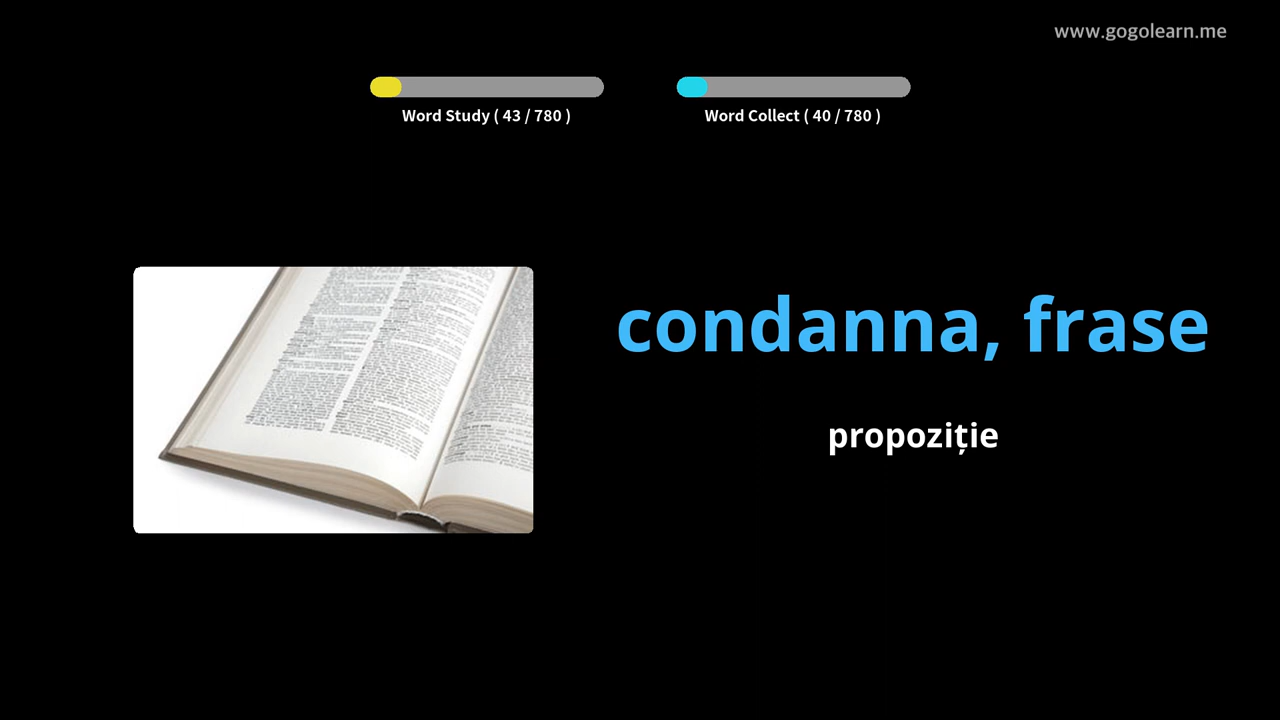 www.gogolearn.me
Word Study ( 43 / 780 )
Word Collect ( 40 / 780 )
condanna, frase
propoziție